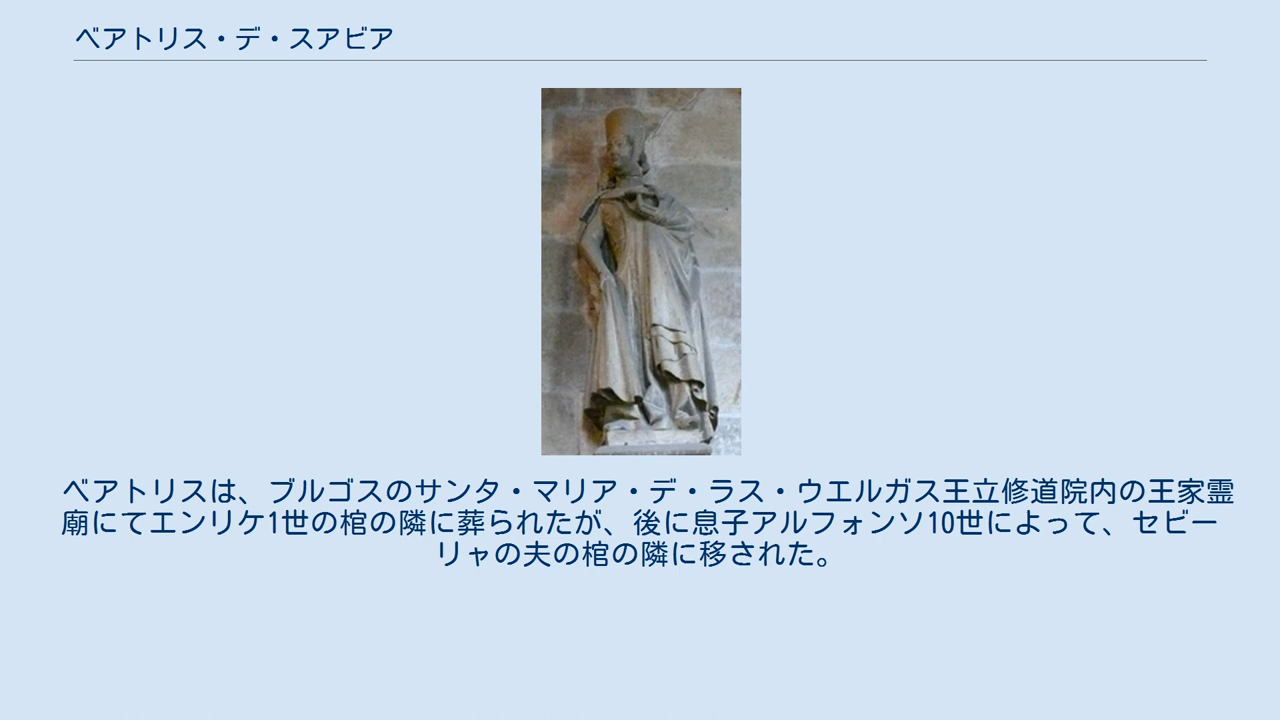 ベアトリス・デ・スアビア
ベアトリスは、ブルゴスのサンタ・マリア・デ・ラス・ウエルガス王立修道院内の王家霊
廟にてエンリケ1世の棺の隣に葬られたが、後に息子アルフォンソ10世によって、セビー
リャの夫の棺の隣に移された。